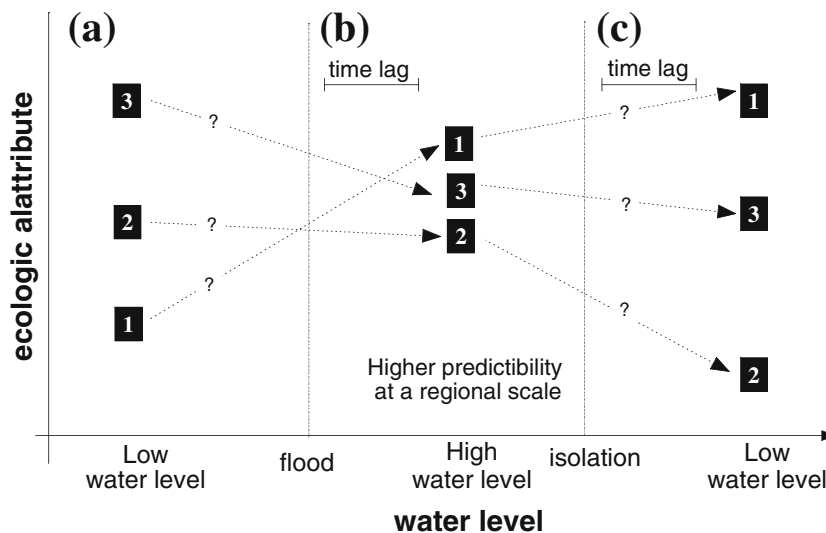 (a) (b) (c)
time lag time lag
3 1
? ?
1
?
3
2 3
? ? 2
?
1 ?
2
Higher predictibility
at a regional scale
ecologic alattribute
Low
water level
flood
High
water level
isolation
Low
water level
water level